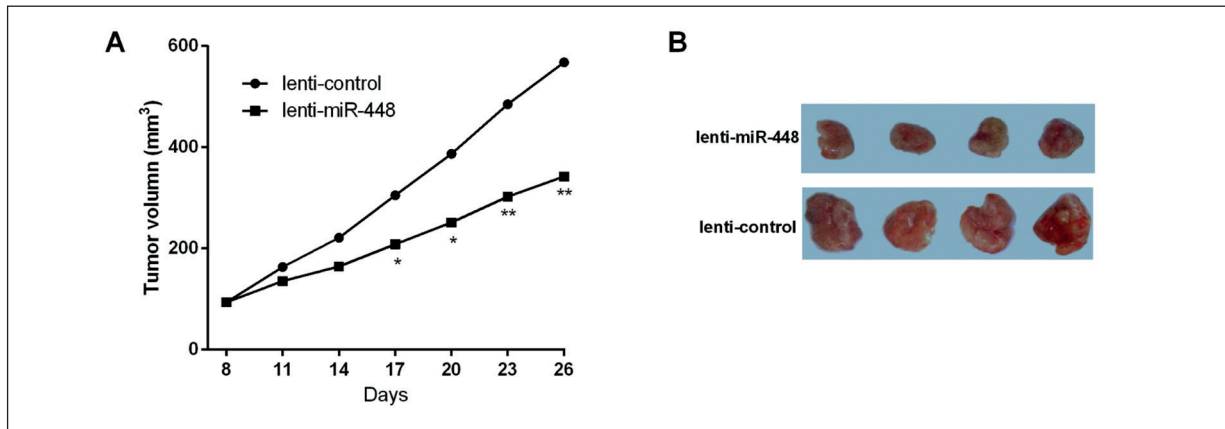 A
600
400
200
0
Tumor volumn (mm³)
lenti-control
lenti-miR-448
*
*
**
**
8 11 14 17 20 23 26
Days
B
lenti-miR-448
lenti-control